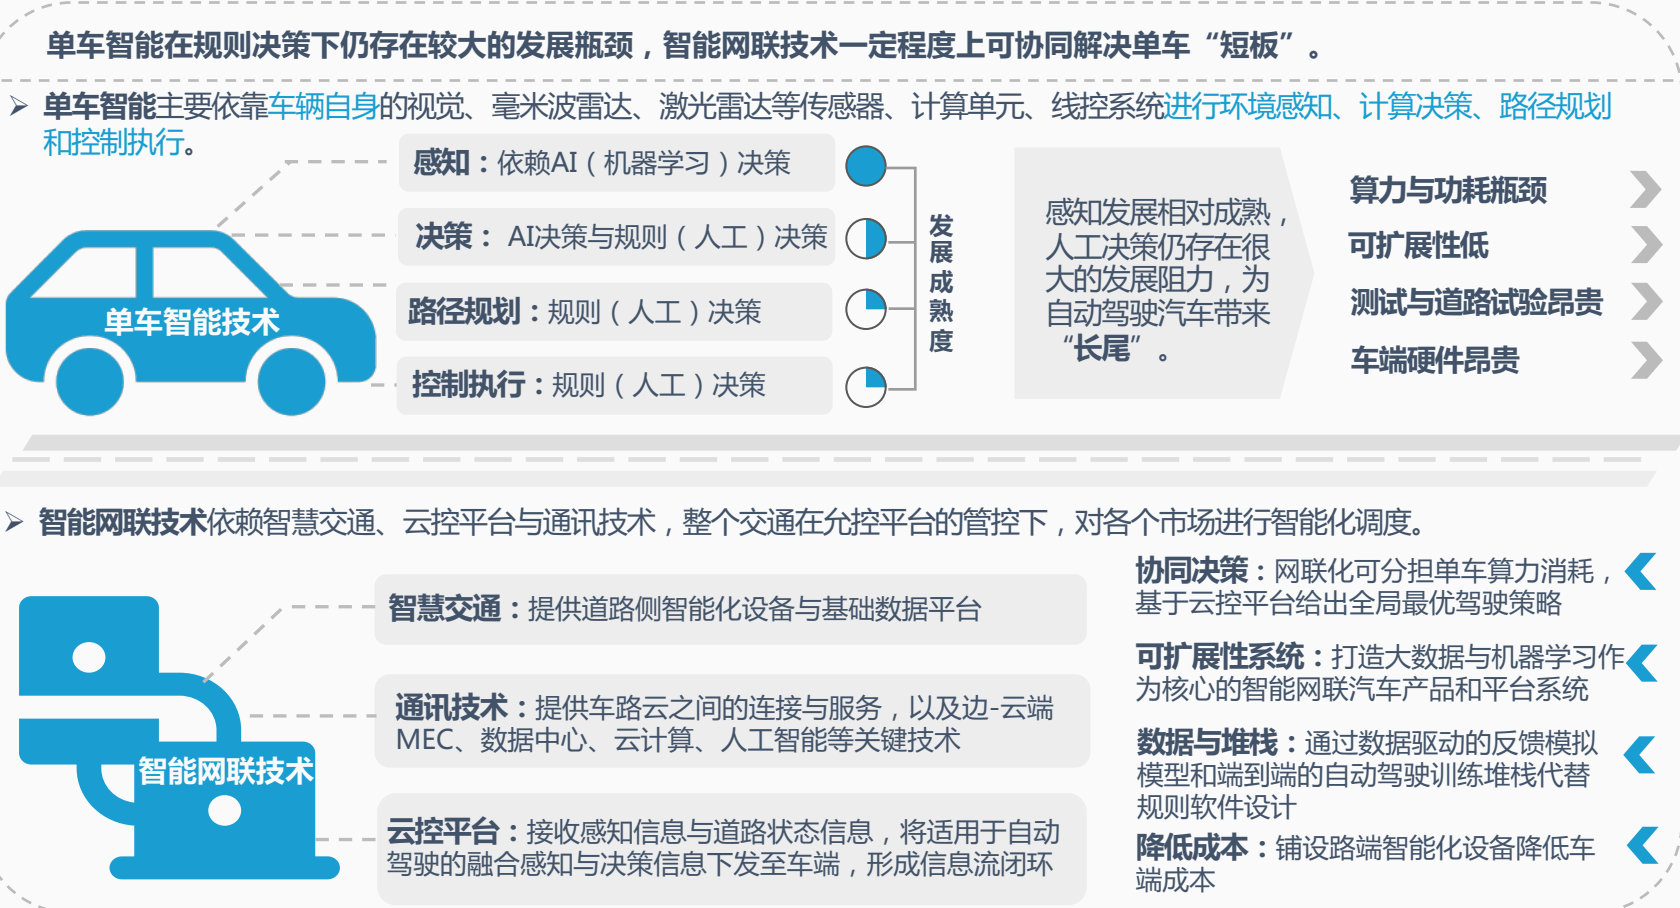 单车智能在规则决策下仍存在较大的发展瓶颈，智能网联技术一定程度上可协同解决单车“短板”。
单车智能主要依靠车辆自身的视觉、毫米波雷达、激光雷达等传感器、计算单元、线控系统进行环境感知、计算决策、路径规划
和控制执行。
单车智能技术
感知：依赖AI（机器学习）决策
决策： AI决策与规则（人工）决策
路径规划：规则（人工）决策
控制执行：规则（人工）决策
发
展
成
熟
度
感知发展相对成熟，
人工决策仍存在很
大的发展阻力，为
自动驾驶汽车带来
“长尾”。
算力与功耗瓶颈
可扩展性低
测试与道路试验昂贵
车端硬件昂贵
智能网联技术依赖智慧交通、云控平台与通讯技术，整个交通在允控平台的管控下，对各个市场进行智能化调度。
智能网联技术
智慧交通：提供道路侧智能化设备与基础数据平台
通讯技术：提供车路云之间的连接与服务，以及边-云端
MEC、数据中心、云计算、人工智能等关键技术
云控平台：接收感知信息与道路状态信息，将适用于自动
驾驶的融合感知与决策信息下发至车端，形成信息流闭环
协同决策：网联化可分担单车算力消耗，
基于云控平台给出全局最优驾驶策略
可扩展性系统：打造大数据与机器学习作
为核心的智能网联汽车产品和平台系统
数据与堆栈：通过数据驱动的反馈模拟
模型和端到端的自动驾驶训练堆栈代替
规则软件设计
降低成本：铺设路端智能化设备降低车
端成本